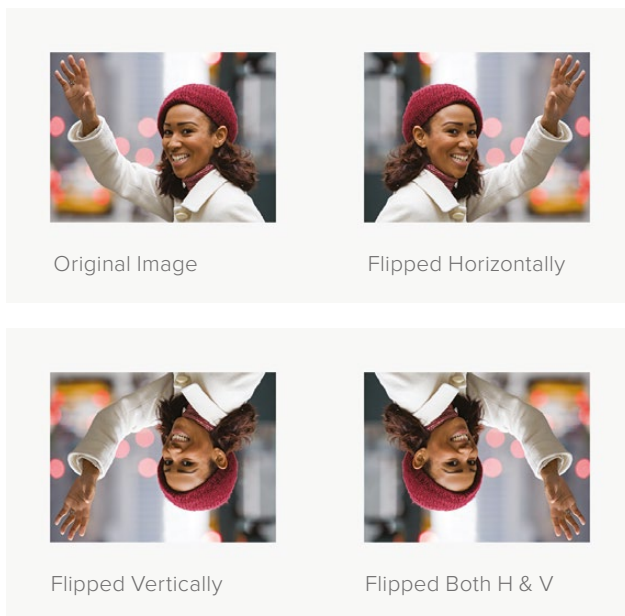 Original Image
Flipped Horizontally
Flipped Vertically
Flipped Both H & V